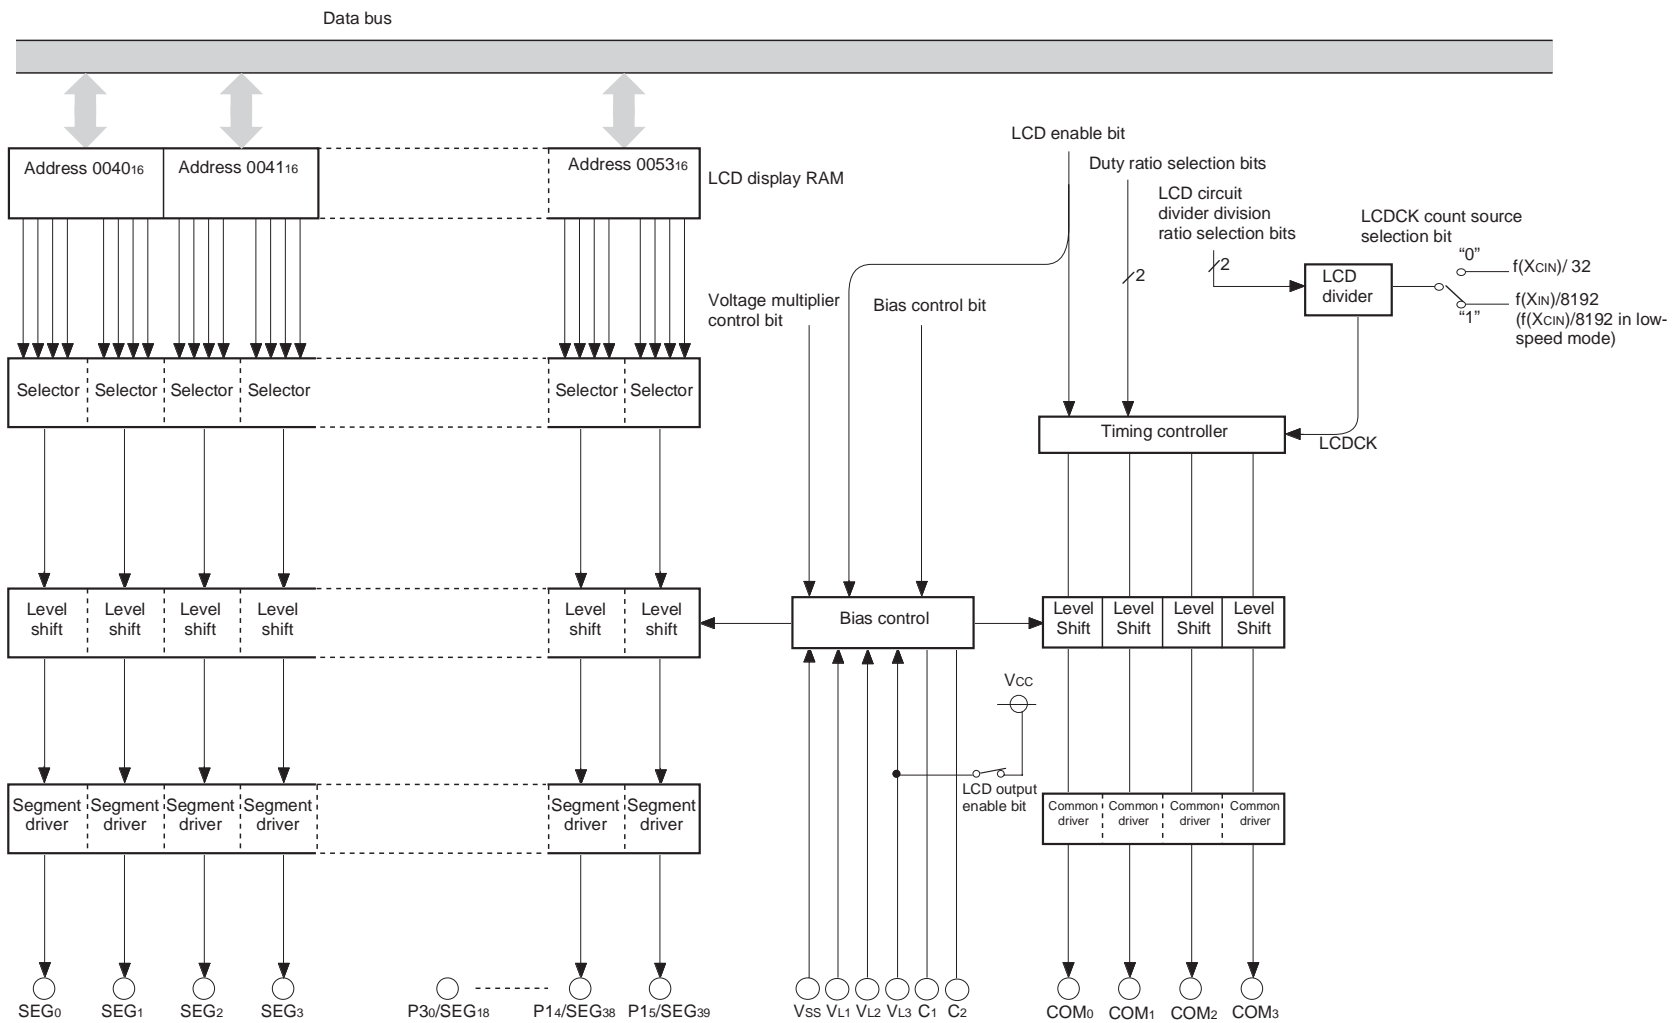 Data bus
Address 0040₁₆
Address 0041₁₆
Address 0053₁₆
LCD display RAM
LCD enable bit
Duty ratio selection bits
LCD circuit
divider division
ratio selection bits
LCDCK count source
selection bit
2
2
LCD
divider
“0”
f(XCIN)/ 32
“1”
f(XIN)/8192
(f(XCIN)/8192 in low-
speed mode)
Voltage multiplier
control bit
Bias control bit
Selector
Selector
Selector
Selector
Selector
Selector
Timing controller
LCDCK
Level
shift
Level
shift
Level
shift
Level
shift
Level
shift
Level
shift
Bias control
Level
Shift
Level
Shift
Level
Shift
Level
Shift
VCC
LCD output
enable bit
Segment
driver
Segment
driver
Segment
driver
Segment
driver
Segment
driver
Segment
driver
Common
driver
Common
driver
Common
driver
Common
driver
SEG0
SEG1
SEG2
SEG3
P30/SEG18
P14/SEG38
P15/SEG39
VSS
VL1
VL2
VL3
C1
C2
COM0
COM1
COM2
COM3